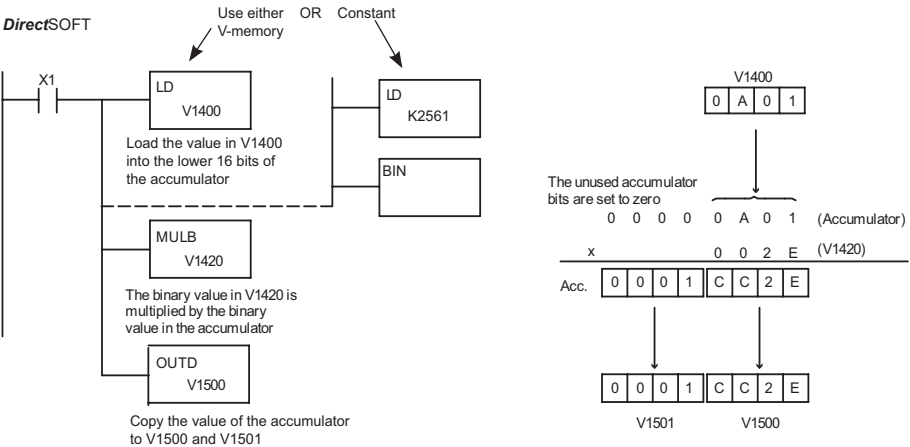 DirectSOFT
Use either OR Constant
V-memory
X1
LD
V1400
Load the value in V1400
into the lower 16 bits of
the accumulator
LD
K2561
BIN
MULB
V1420
The binary value in V1420 is
multiplied by the binary
value in the accumulator
OUTD
V1500
Copy the value of the accumulator
to V1500 and V1501
V1400
0 A 0 1
The unused accumulator
bits are set to zero
0 0 0 0 0 A 0 1 (Accumulator)
x 0 0 2 E (V1420)
Acc. 0 0 0 1 C C 2 E
0 0 0 1 C C 2 E
V1501 V1500